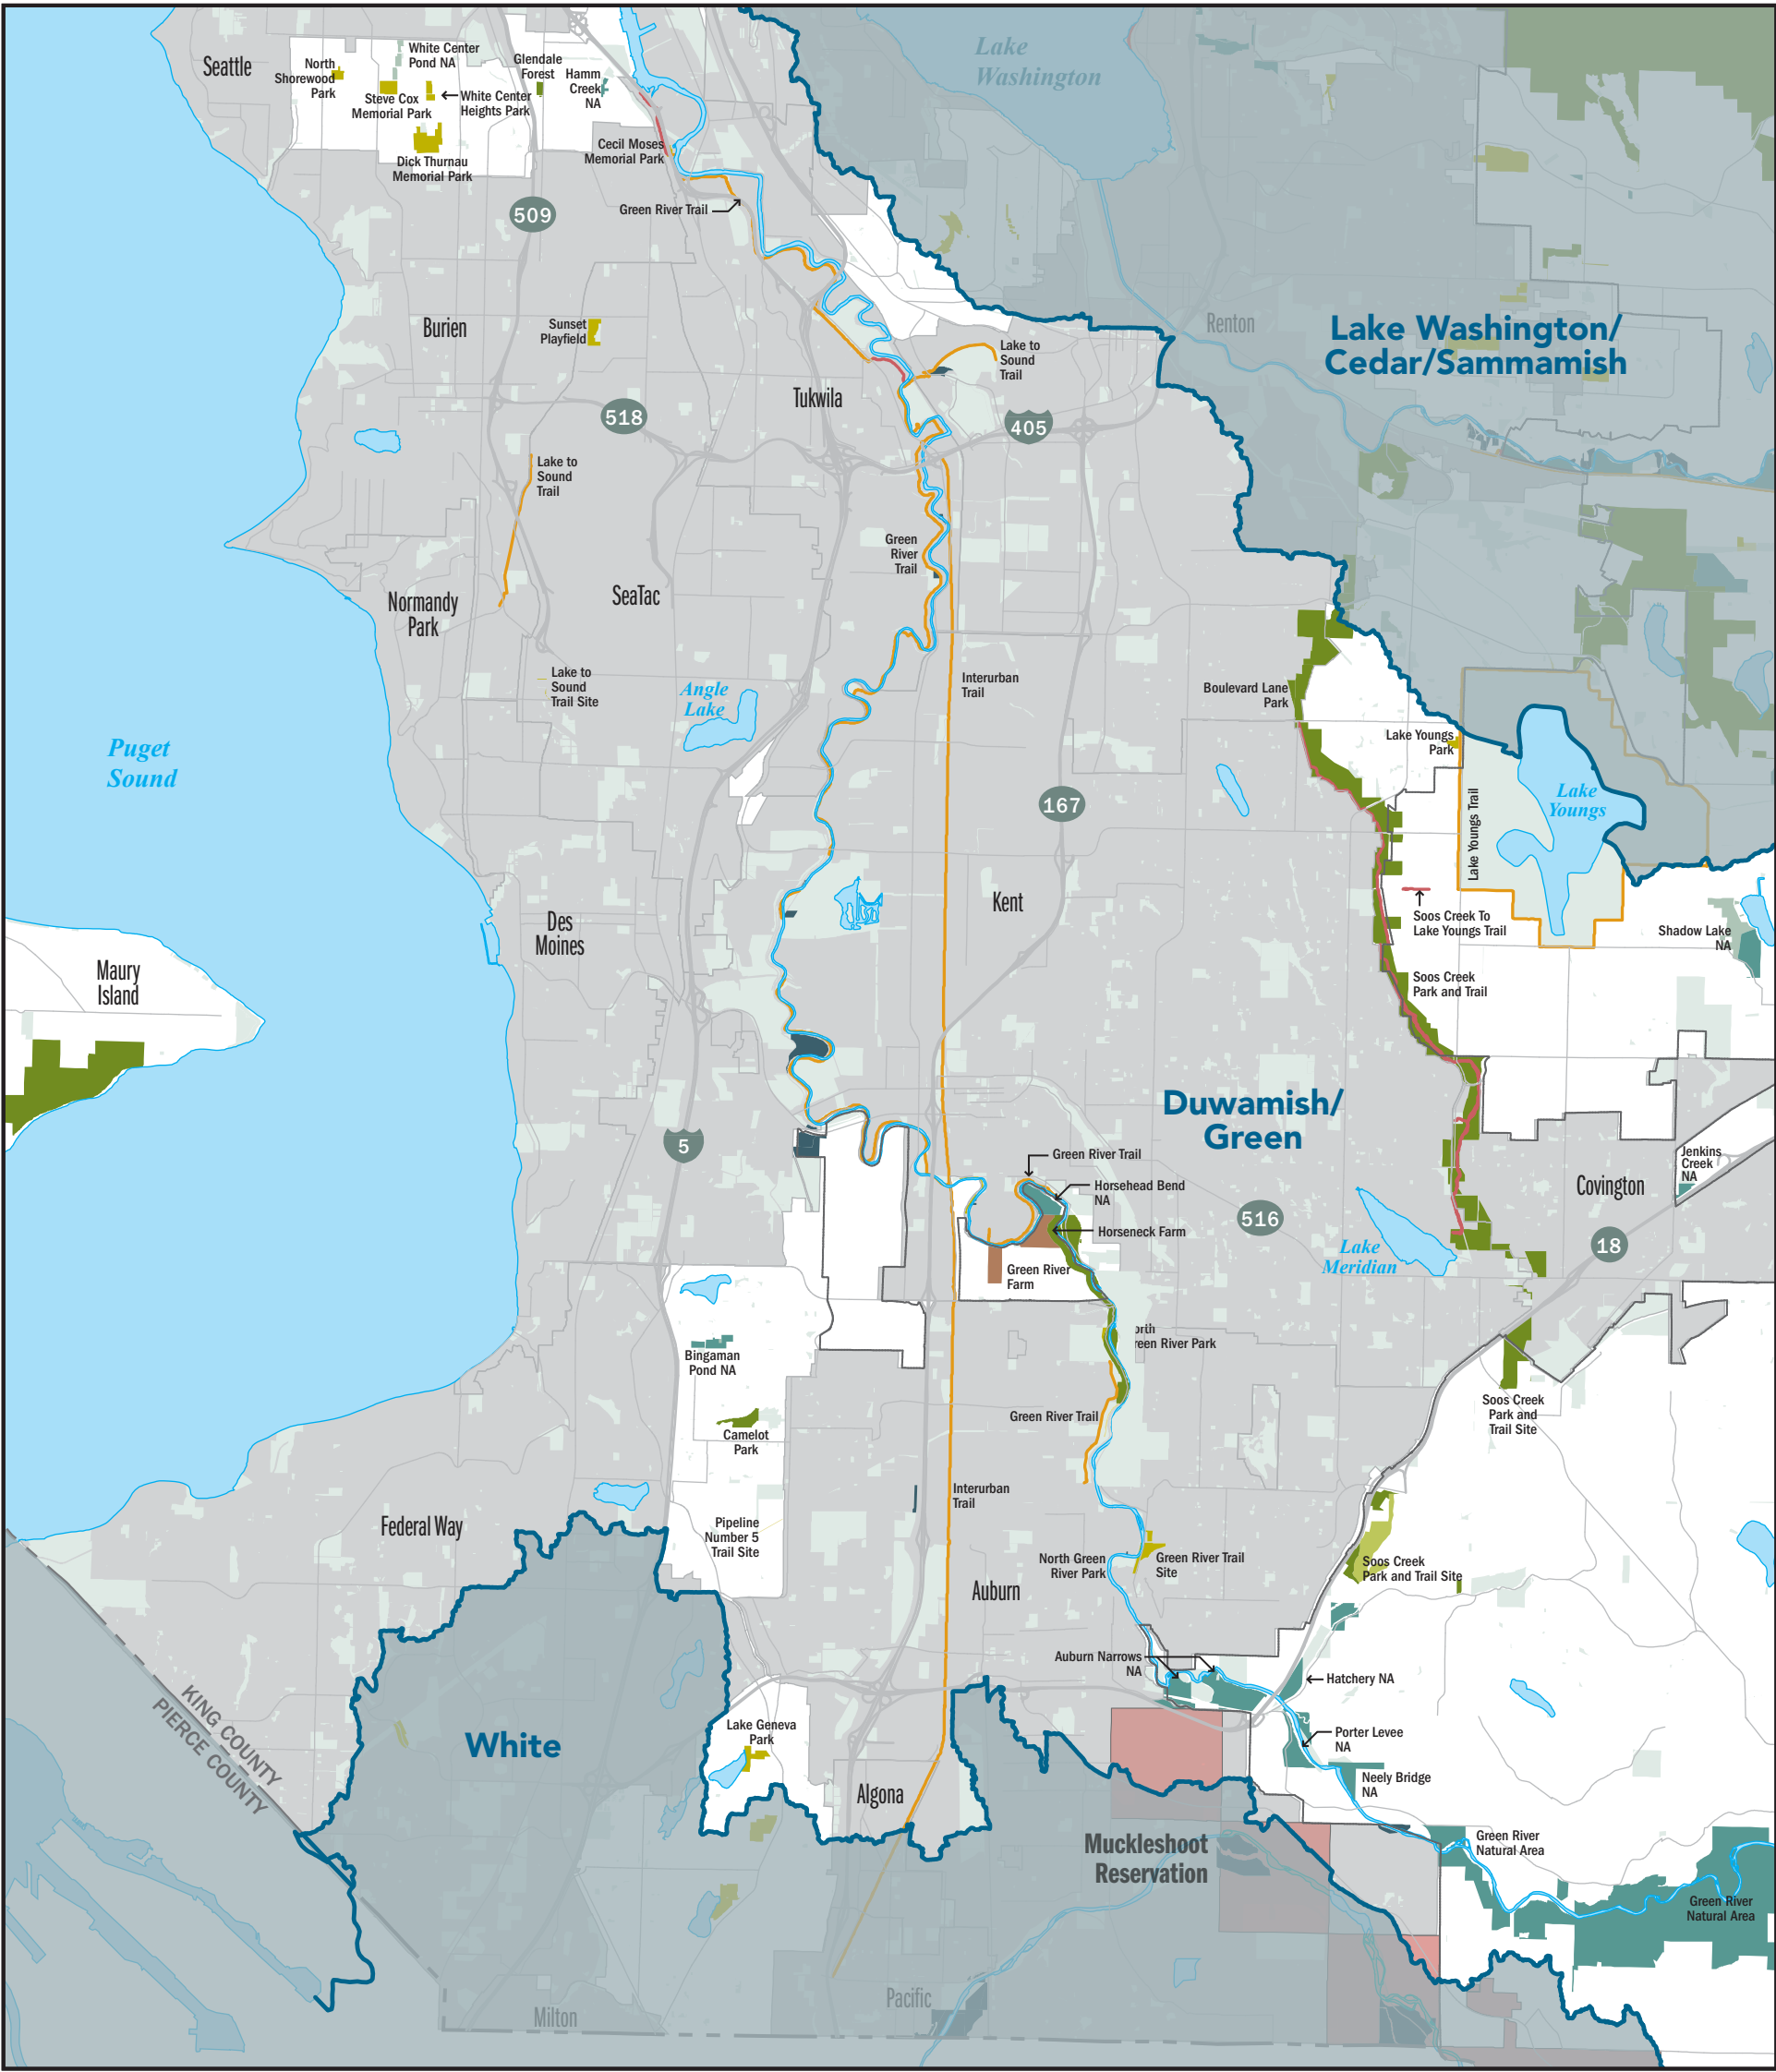 Seattle
North
Shorewood
Park
White Center
Pond NA
Steve Cox
Memorial Park
White Center
Heights Park
Glendale
Forest
Hamm
Creek
NA
Dick Thurnau
Memorial Park
Cecil Moses
Memorial Park
Green River Trail
Lake
Washington
509
Burien
Sunset
Playfield
Renton
Lake Washington/
Cedar/Sammamish
Lake to
Sound
Trail
Tukwila
518
405
Lake to
Sound
Trail
Green
River
Trail
Normandy
Park
SeaTac
Lake to
Sound
Trail Site
Angle
Lake
Interurban
Trail
Boulevard Lane
Park
Lake Youngs
Park
Puget
Sound
Lake
Youngs
Lake Youngs Trail
167
Kent
Des
Moines
Soos Creek To
Lake Youngs Trail
Shadow Lake
NA
Maury
Island
Soos Creek
Park and Trail
Duwamish/
Green
5
Green River Trail
Horsehead Bend
NA
Horseneck Farm
Green River
Farm
516
Jenkins
Creek
NA
Covington
18
Lake
Meridian
orth
reen River Park
Bingaman
Pond NA
Camelot
Park
Green River Trail
Soos Creek
Park and
Trail Site
Interurban
Trail
Federal Way
Pipeline
Number 5
Trail Site
North Green
River Park
Green River Trail
Site
Soos Creek
Park and Trail Site
Auburn
Auburn Narrows
NA
Hatchery NA
KING COUNTY
PIERCE COUNTY
White
Lake Geneva
Park
Porter Levee
NA
Neely Bridge
NA
Algona
Muckleshoot
Reservation
Green River
Natural Area
Green River
Natural Area
Pacific
Milton